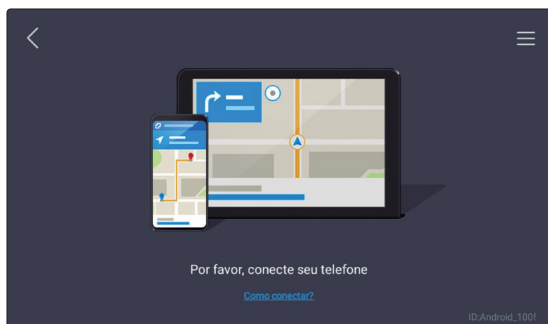 Por favor, conecte seu telefone
Como conectar?
ID:Android_100f